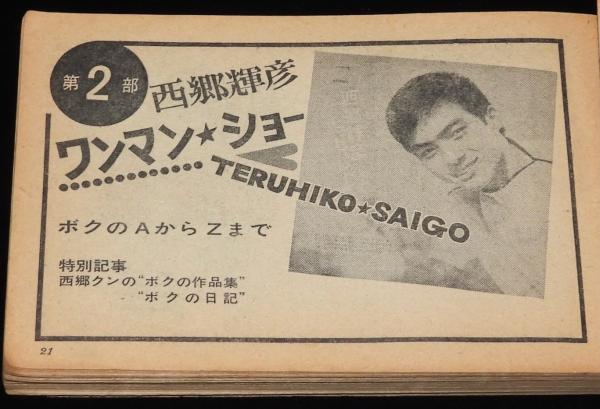 第2部
西郷輝彦
ワンマン★ショー
TERUHIKO★SAIGO
ボクのAからZまで
特別記事
西郷クンの“ボクの作品集”
“ボクの日記”
21